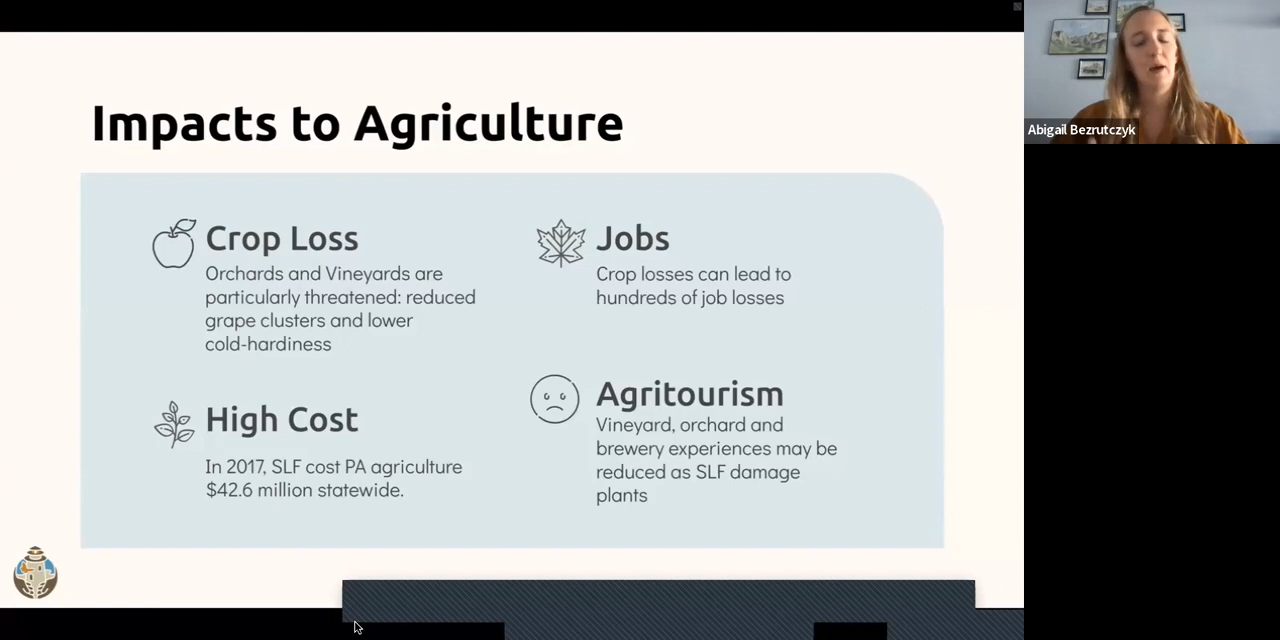 Impacts to Agriculture
Crop Loss
Orchards and Vineyards are
particularly threatened: reduced
grape clusters and lower
cold-hardiness
High Cost
In 2017, SLF cost PA agriculture
$42.6 million statewide.
Jobs
Crop losses can lead to
hundreds of job losses
Agritourism
Vineyard, orchard and
brewery experiences may be
reduced as SLF damage
plants
Abigail Bezrutczyk